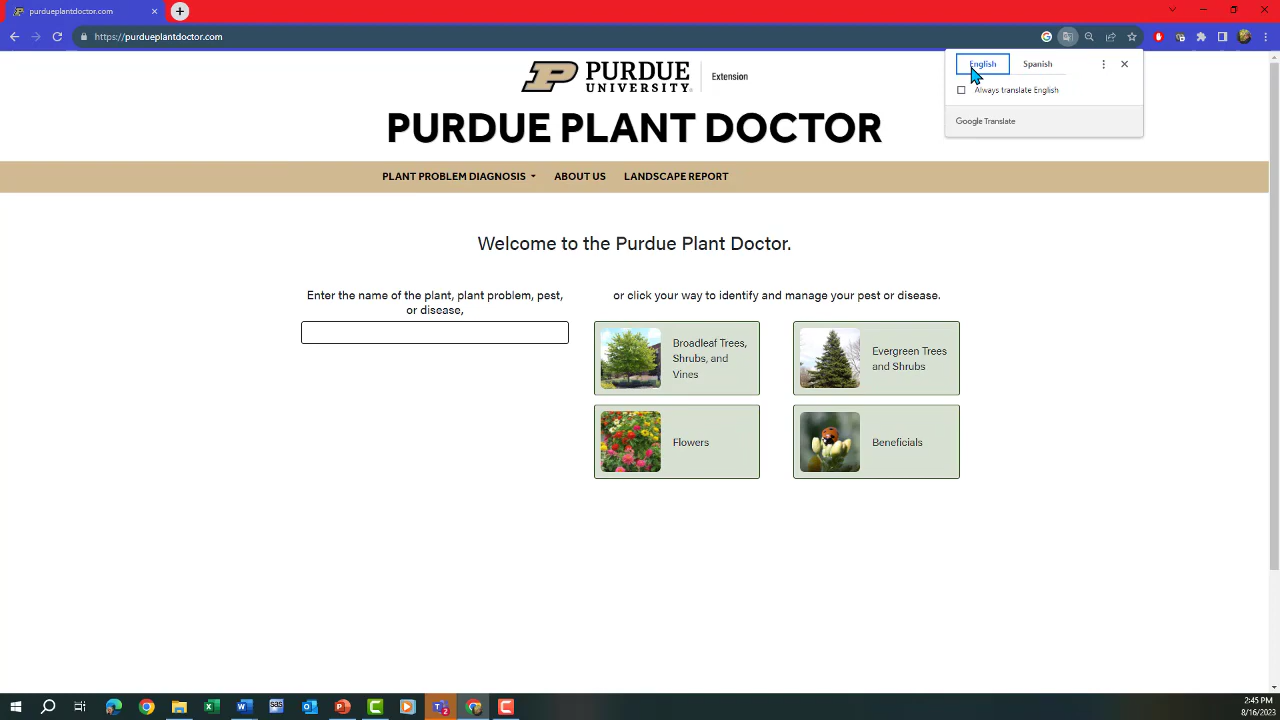 purdueplantdoctor.com
https://purdueplantdoctor.com
English Spanish
Always translate English
Google Translate
PURDUE
UNIVERSITY
Extension
PURDUE PLANT DOCTOR
PLANT PROBLEM DIAGNOSIS ABOUT US LANDSCAPE REPORT
Welcome to the Purdue Plant Doctor.
Enter the name of the plant, plant problem, pest,
or disease,
or click your way to identify and manage your pest or disease.
Broadleaf Trees,
Shrubs, and
Vines
Evergreen Trees
and Shrubs
Flowers
Beneficials
2:45 PM
8/16/2023